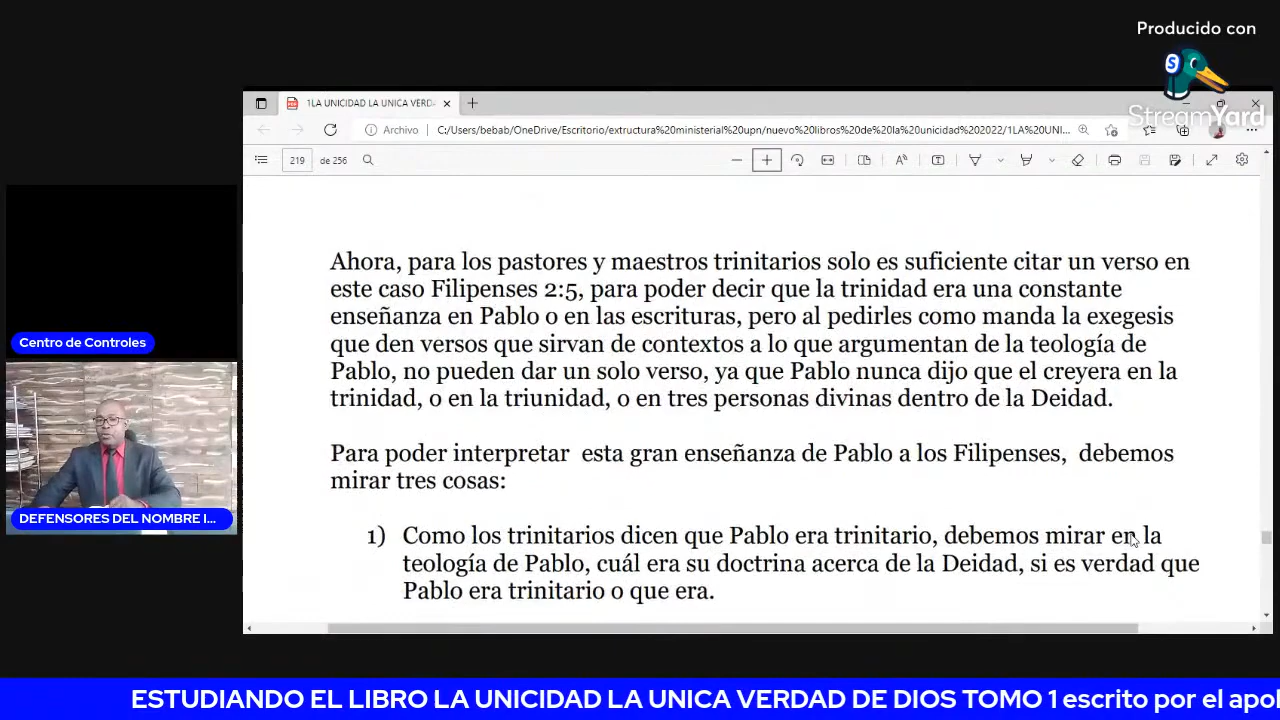 Producido con
StreamYard
1LA UNICIDAD LA UNICA VERD
Archivo
C:/Users/bebab/OneDrive/Escritorio/extructura%20ministerial%20upn/nuevo%20libros%20de%20la%20unicidad%202022/1LA%20UNI...
219 de 256
Ahora, para los pastores y maestros trinitarios solo es suficiente citar un verso en
este caso Filipenses 2:5, para poder decir que la trinidad era una constante
enseñanza en Pablo o en las escrituras, pero al pedirles como manda la exegesis
que den versos que sirvan de contextos a lo que argumentan de la teología de
Pablo, no pueden dar un solo verso, ya que Pablo nunca dijo que el creyera en la
trinidad, o en la triunidad, o en tres personas divinas dentro de la Deidad.
Para poder interpretar esta gran enseñanza de Pablo a los Filipenses, debemos
mirar tres cosas:
1) Como los trinitarios dicen que Pablo era trinitario, debemos mirar en la
teología de Pablo, cuál era su doctrina acerca de la Deidad, si es verdad que
Pablo era trinitario o que era.
Centro de Controles
DEFENSORES DEL NOMBRE I...
ESTUDIANDO EL LIBRO LA UNICIDAD LA UNICA VERDAD DE DIOS TOMO 1 escrito por el apo